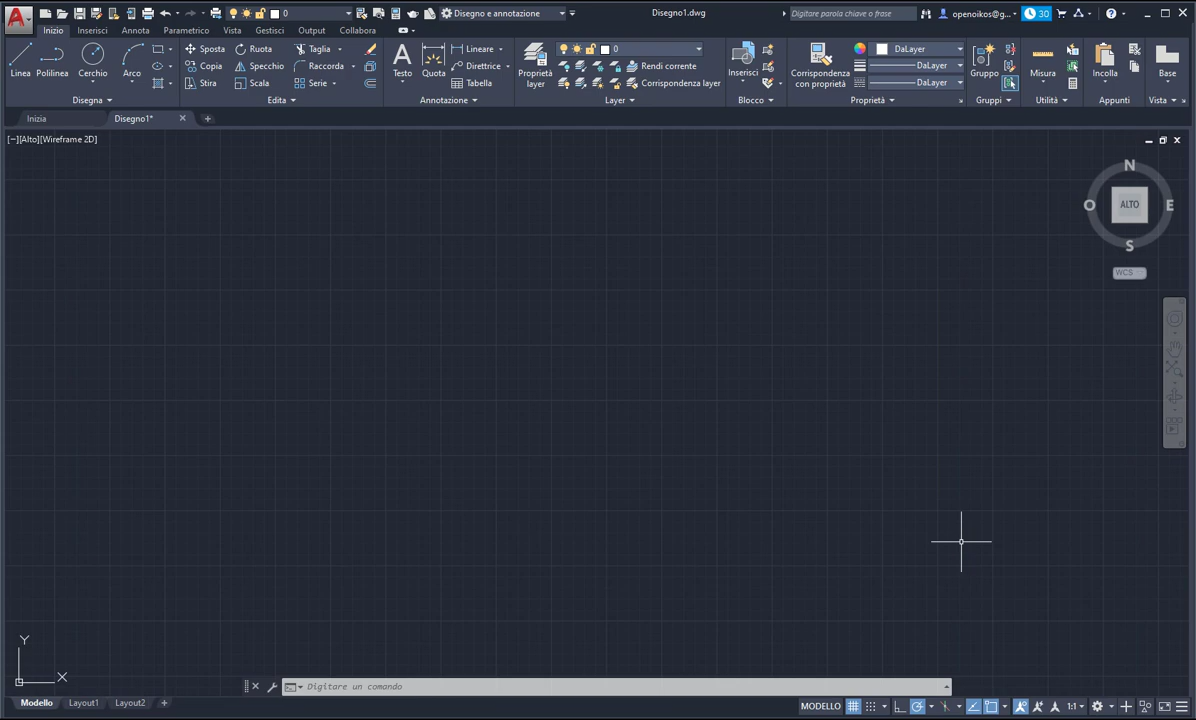 A Disegno e annotazione Disegno1.dwg Digitare parola chiave o frase openoikos@g... 30
Inizio Inserisci Annota Parametrico Vista Gestisci Output Collabora
Linea Polilinea Cerchio Arco Sposta Ruota Taglia Testo Quota Lineare Proprietà layer 0 Inserisci Corrispondenza con proprietà DaLayer Gruppo Misura Incolla Base
Copia Specchio Raccorda Direttrice Rendi corrente DaLayer
Stira Scala Serie Tabella Corrispondenza layer DaLayer
Disegna Edita Annotazione Layer Blocco Proprietà Gruppi Utilità Appunti Vista
Inizia Disegno1* +
[−][Alto][Wireframe 2D]
N
O ALTO E
S
WCS
Y
X
Digitare un comando
Modello Layout1 Layout2 + MODELLO 1:1